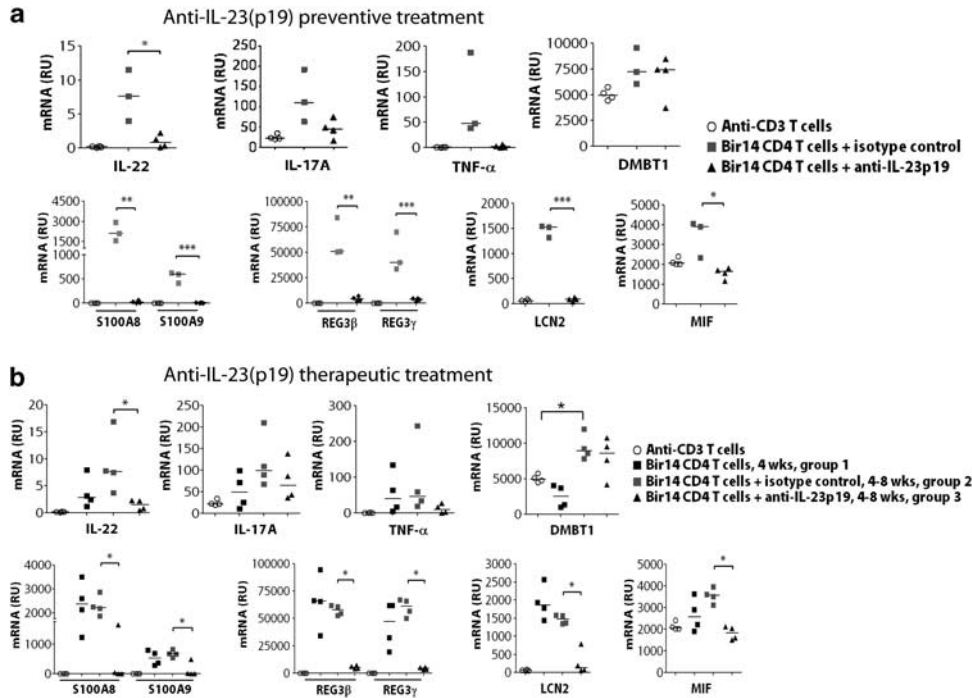 a
Anti-IL-23(p19) preventive treatment
mRNA (RU)
15
10
5
0
*
IL-22
mRNA (RU)
250
200
150
100
50
0
IL-17A
mRNA (RU)
200
150
100
50
0
TNF-α
mRNA (RU)
10000
7500
5000
2500
0
DMBT1
Anti-CD3 T cells
Bir14 CD4 T cells + isotype control
Bir14 CD4 T cells + anti-IL-23p19
mRNA (RU)
4500
3000
1500
1000
500
0
**
***
S100A8
S100A9
mRNA (RU)
100000
75000
50000
25000
0
**
***
REG3β
REG3γ
mRNA (RU)
2000
1500
1000
500
0
***
LCN2
mRNA (RU)
5000
4000
3000
2000
1000
0
*
MIF
b
Anti-IL-23(p19) therapeutic treatment
mRNA (RU)
20
15
10
5
0
*
IL-22
mRNA (RU)
250
200
150
100
50
0
IL-17A
mRNA (RU)
300
200
100
0
TNF-α
mRNA (RU)
15000
10000
5000
0
*
DMBT1
Anti-CD3 T cells
Bir14 CD4 T cells, 4 wks, group 1
Bir14 CD4 T cells + isotype control, 4-8 wks, group 2
Bir14 CD4 T cells + anti-IL-23p19, 4-8 wks, group 3
mRNA (RU)
4000
3000
2000
1000
0
*
*
S100A8
S100A9
mRNA (RU)
100000
75000
50000
25000
0
*
*
REG3β
REG3γ
mRNA (RU)
3000
2500
2000
1500
1000
500
0
*
LCN2
mRNA (RU)
5000
4000
3000
2000
1000
0
*
MIF